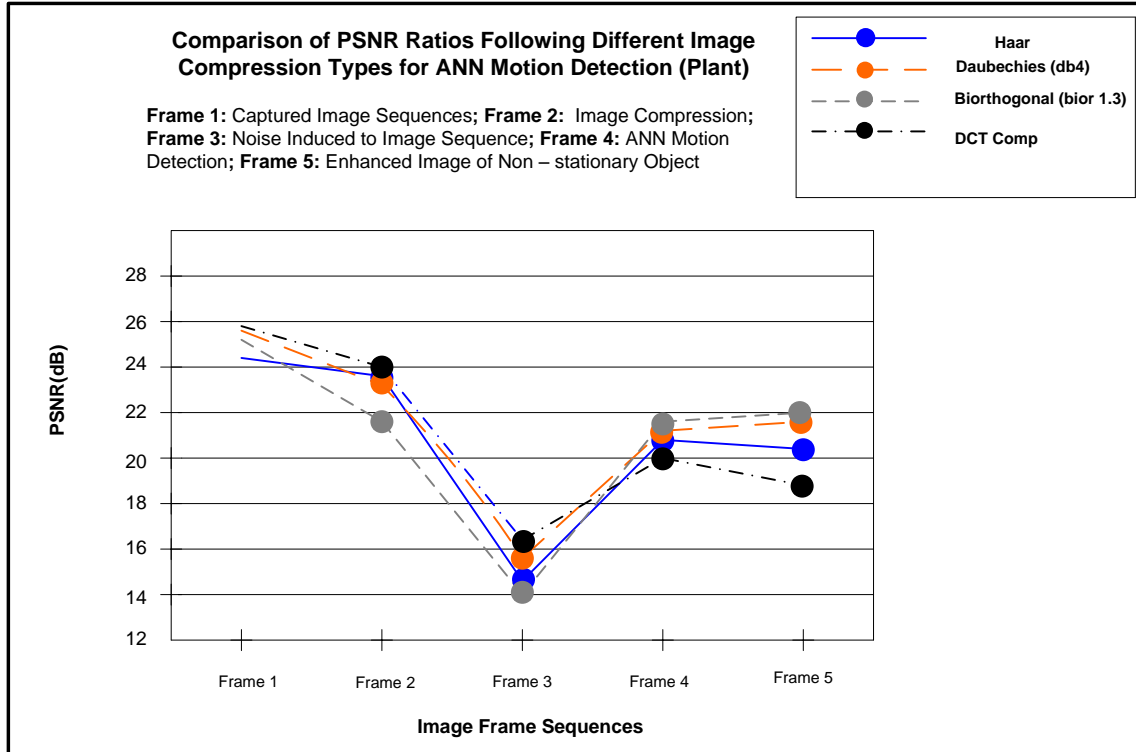 Comparison of PSNR Ratios Following Different Image
Compression Types for ANN Motion Detection (Plant)
Frame 1: Captured Image Sequences; Frame 2: Image Compression;
Frame 3: Noise Induced to Image Sequence; Frame 4: ANN Motion
Detection; Frame 5: Enhanced Image of Non – stationary Object
Haar
Daubechies (db4)
Biorthogonal (bior 1.3)
DCT Comp
PSNR(dB)
28
26
24
22
20
18
16
14
12
Frame 1 Frame 2 Frame 3 Frame 4 Frame 5
Image Frame Sequences